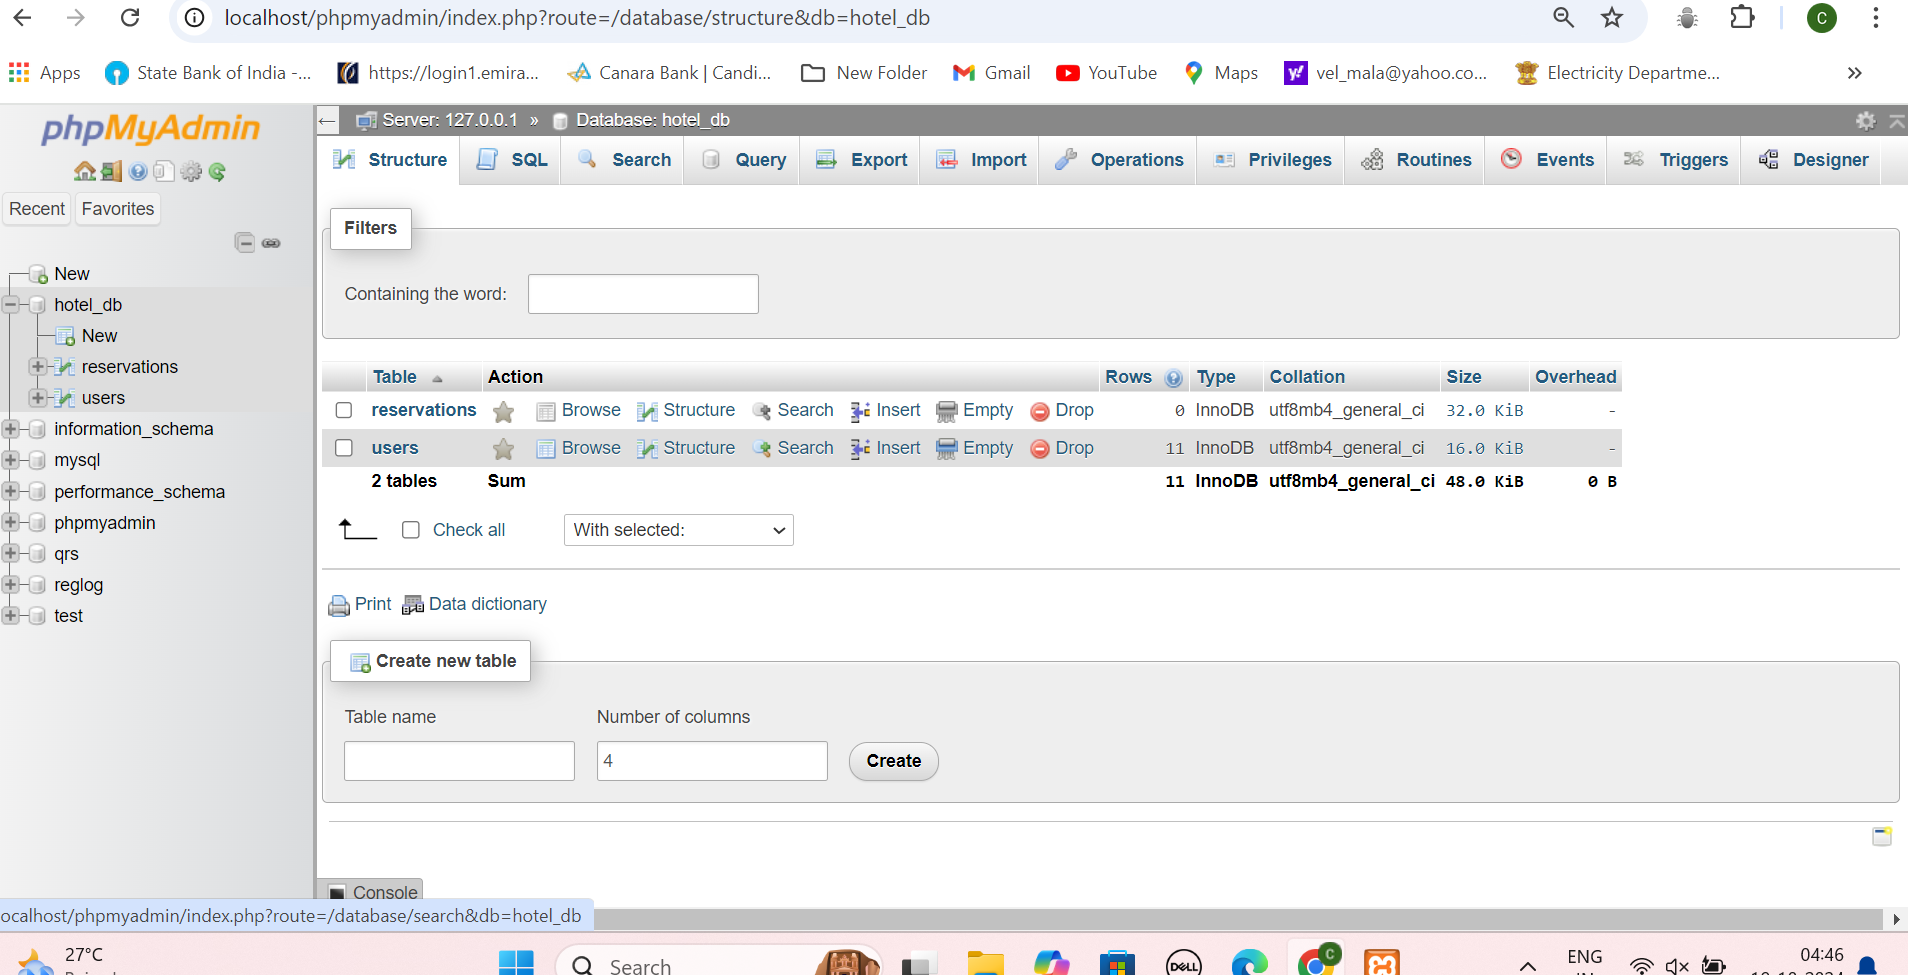 localhost/phpmyadmin/index.php?route=/database/structure&db=hotel_db
C
Apps State Bank of India -... https://login1.emira... Canara Bank | Candi... New Folder Gmail YouTube Maps vel_mala@yahoo.co... Electricity Departme... »
phpMyAdmin
Recent Favorites
New
hotel_db
New
reservations
users
information_schema
mysql
performance_schema
phpmyadmin
qrs
reglog
test
Server: 127.0.0.1 » Database: hotel_db
Structure SQL Search Query Export Import Operations Privileges Routines Events Triggers Designer
Filters
Containing the word:
Table Action Rows Type Collation Size Overhead
reservations Browse Structure Search Insert Empty Drop 0 InnoDB utf8mb4_general_ci 32.0 KiB -
users Browse Structure Search Insert Empty Drop 11 InnoDB utf8mb4_general_ci 16.0 KiB -
2 tables Sum 11 InnoDB utf8mb4_general_ci 48.0 KiB 0 B
Check all With selected:
Print Data dictionary
Create new table
Table name Number of columns
4 Create
Console
ocalhost/phpmyadmin/index.php?route=/database/search&db=hotel_db
27°C
Search
DELL
C
ENG
04:46